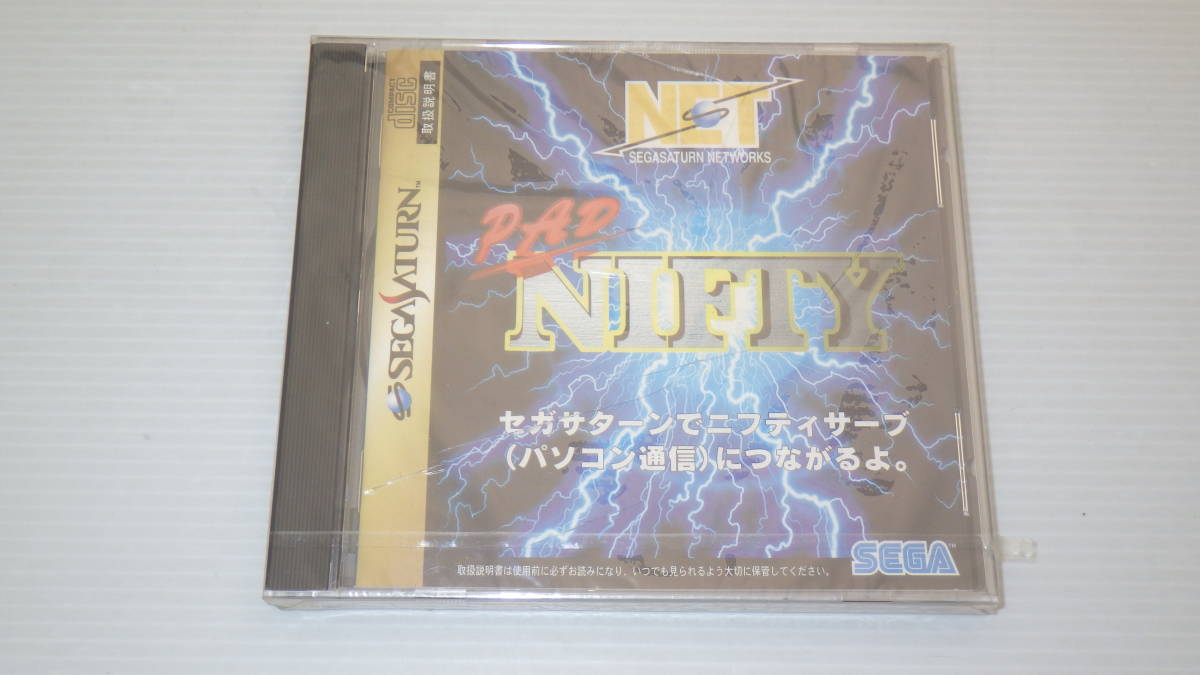 COMPACT
disc
取扱説明書
SEGASATURN™
NET
SEGASATURN NETWORKS
PAD
NIFTY
セガサターンでニフティサーブ
(パソコン通信)につながるよ。
SEGA™
取扱説明書は使用前に必ずお読みになり、いつでも見られるよう大切に保管してください。